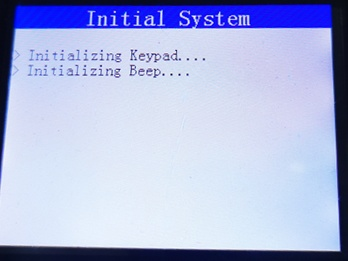 Initial System
Initializing Keypad....
Initializing Beep....